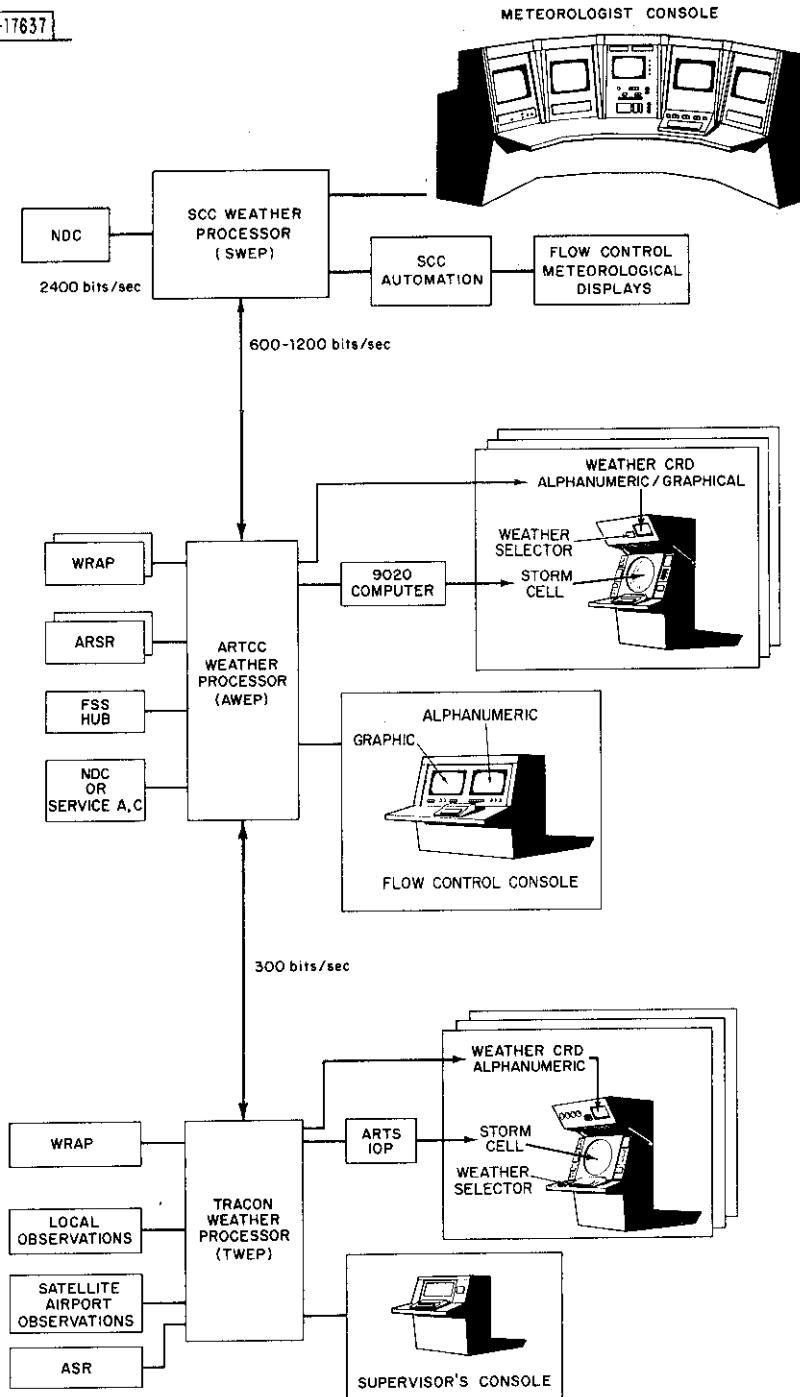 -17637
METEOROLOGIST CONSOLE
SCC WEATHER
PROCESSOR
(SWEP)
NDC
2400 bits/sec
SCC
AUTOMATION
FLOW CONTROL
METEOROLOGICAL
DISPLAYS
600-1200 bits/sec
WEATHER CRD
ALPHANUMERIC/GRAPHICAL
WEATHER
SELECTOR
STORM
CELL
9020
COMPUTER
WRAP
ARSR
FSS
HUB
NDC
OR
SERVICE A,C
ARTCC
WEATHER
PROCESSOR
(AWEP)
ALPHANUMERIC
GRAPHIC
FLOW CONTROL CONSOLE
300 bits/sec
WEATHER CRD
ALPHANUMERIC
ARTS
IOP
STORM
CELL
WEATHER
SELECTOR
WRAP
LOCAL
OBSERVATIONS
SATELLITE
AIRPORT
OBSERVATIONS
ASR
TRACON
WEATHER
PROCESSOR
(TWEP)
SUPERVISOR'S CONSOLE